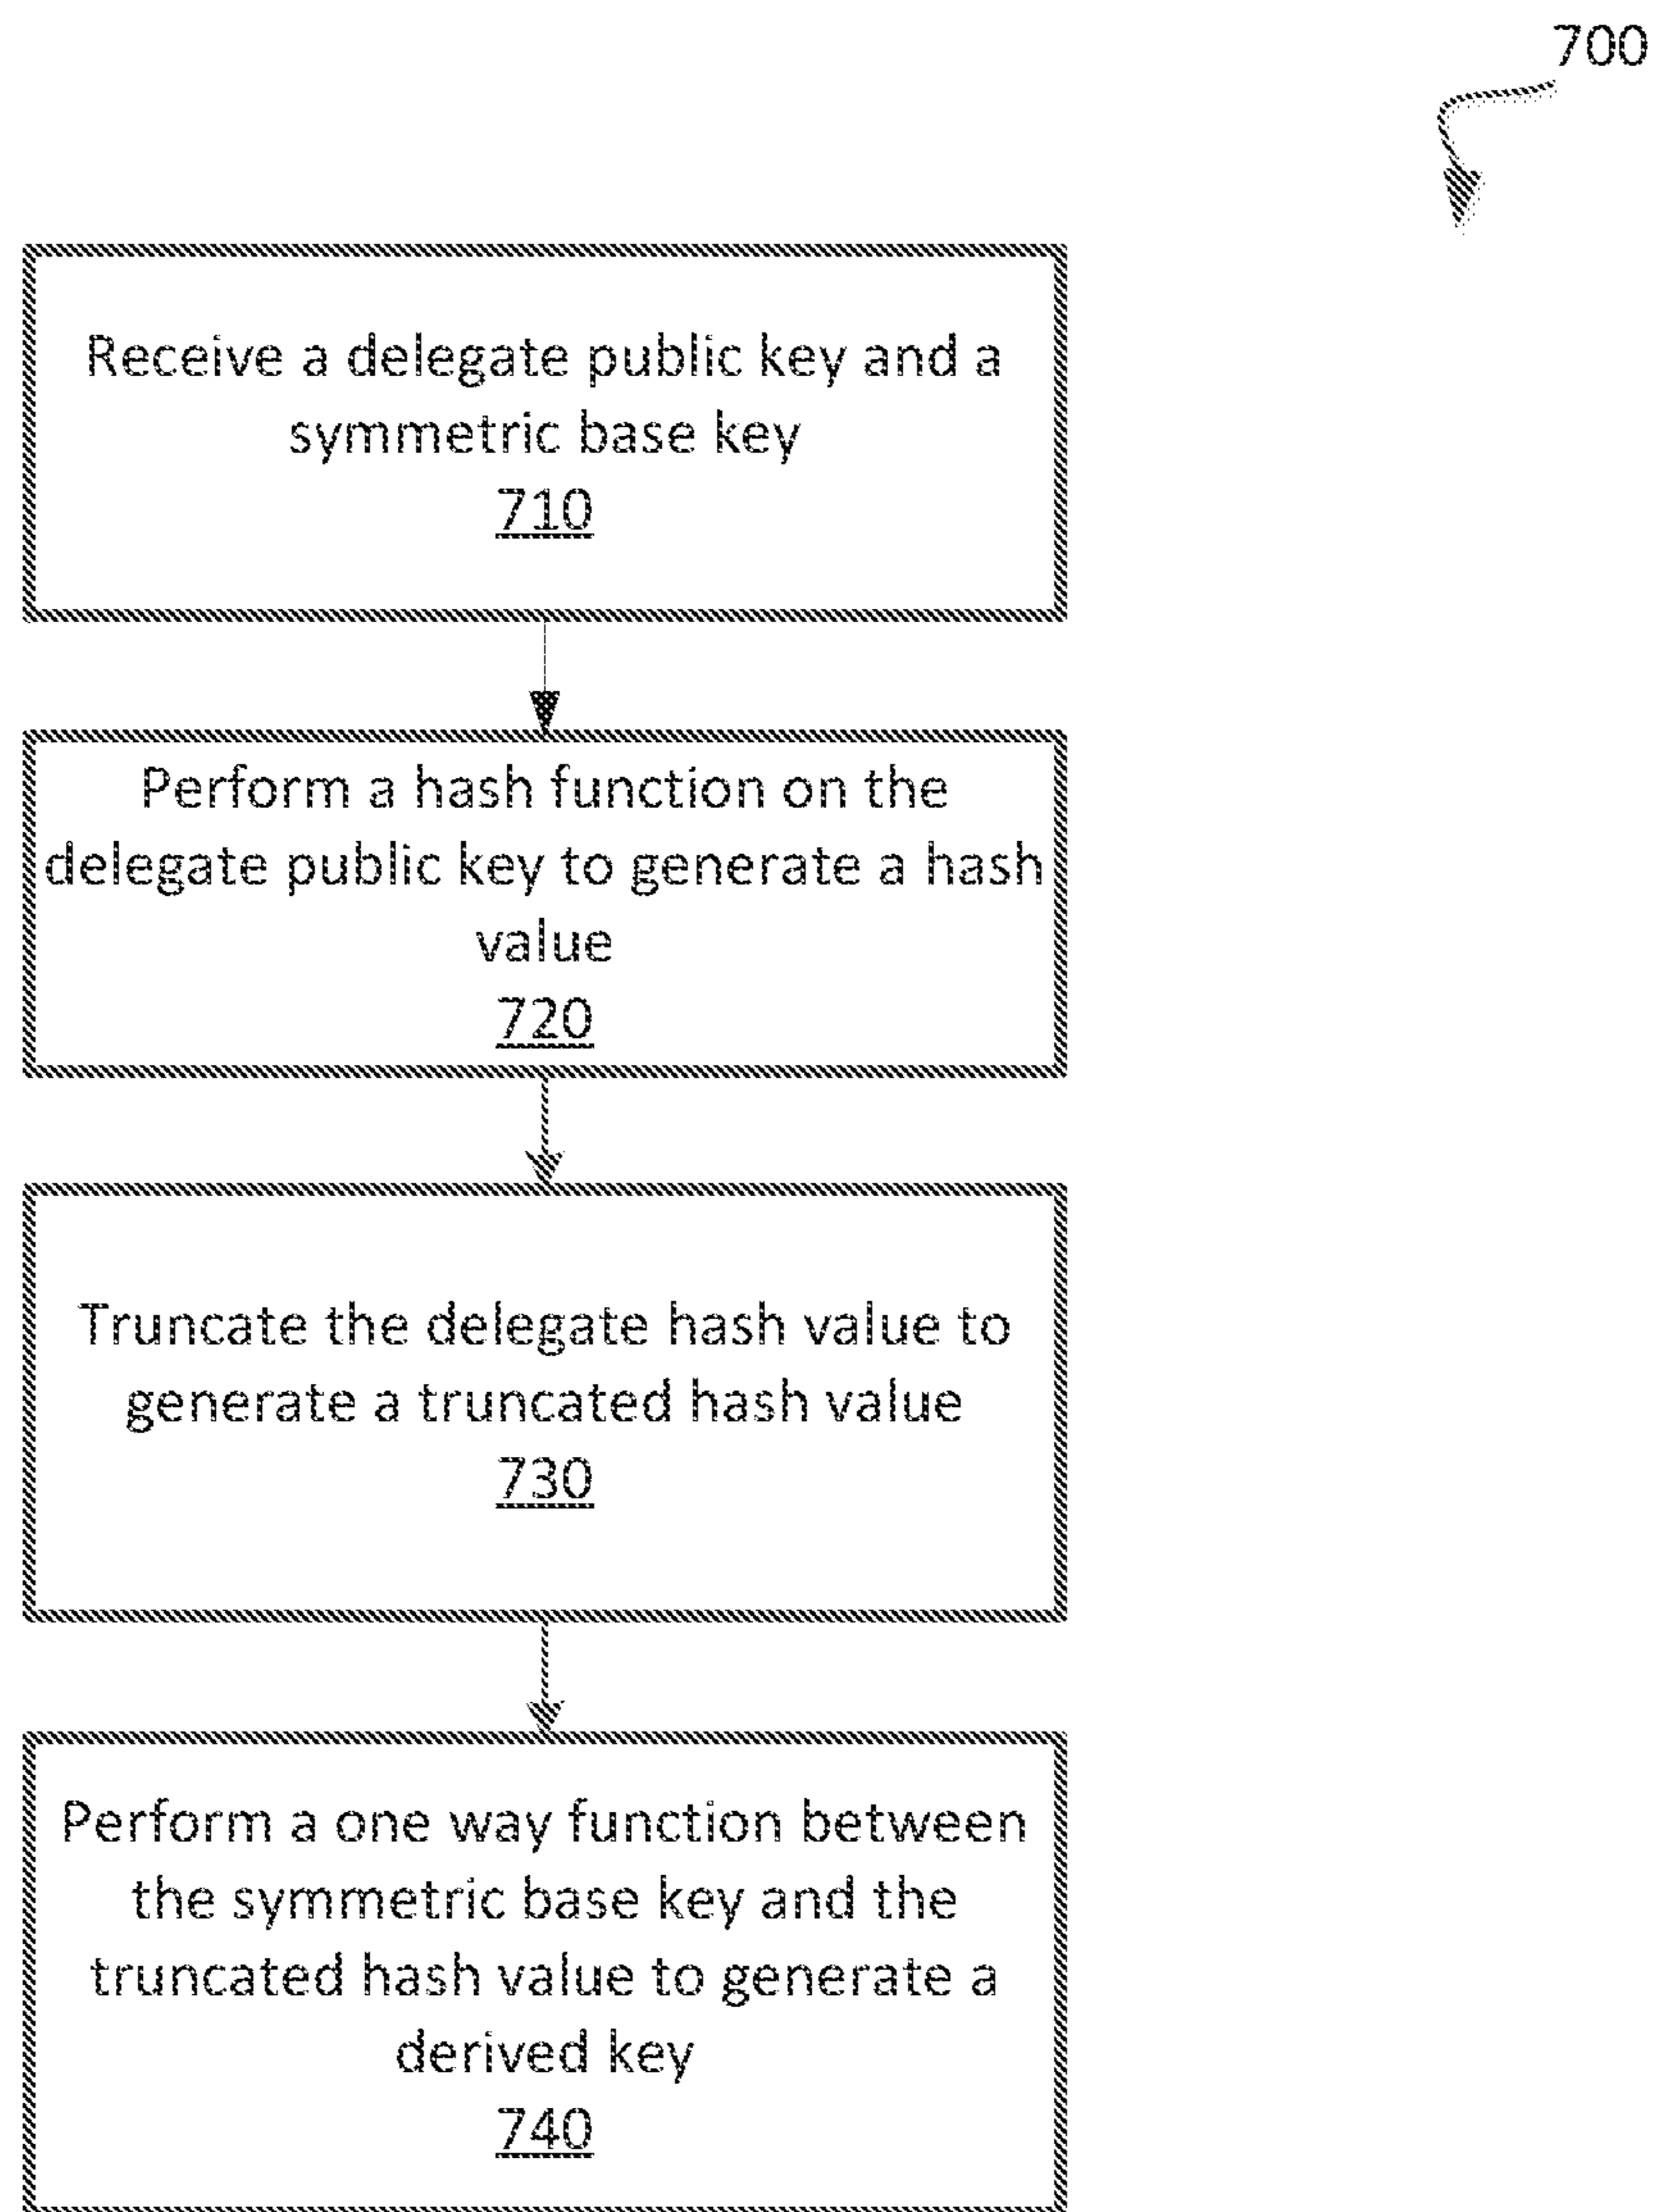 700
Receive a delegate public key and a
symmetric base key
710
Perform a hash function on the
delegate public key to generate a hash
value
720
Truncate the delegate hash value to
generate a truncated hash value
730
Perform a one way function between
the symmetric base key and the
truncated hash value to generate a
derived key
740